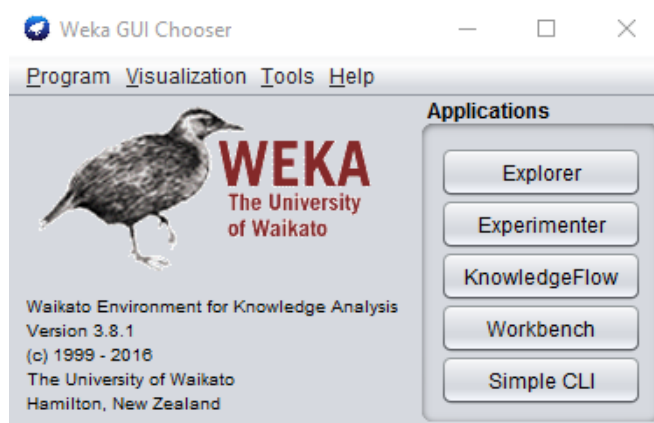 Weka GUI Chooser
Program Visualization Tools Help
WEKA
The University
of Waikato
Waikato Environment for Knowledge Analysis
Version 3.8.1
(c) 1999 - 2016
The University of Waikato
Hamilton, New Zealand
Applications
Explorer
Experimenter
KnowledgeFlow
Workbench
Simple CLI